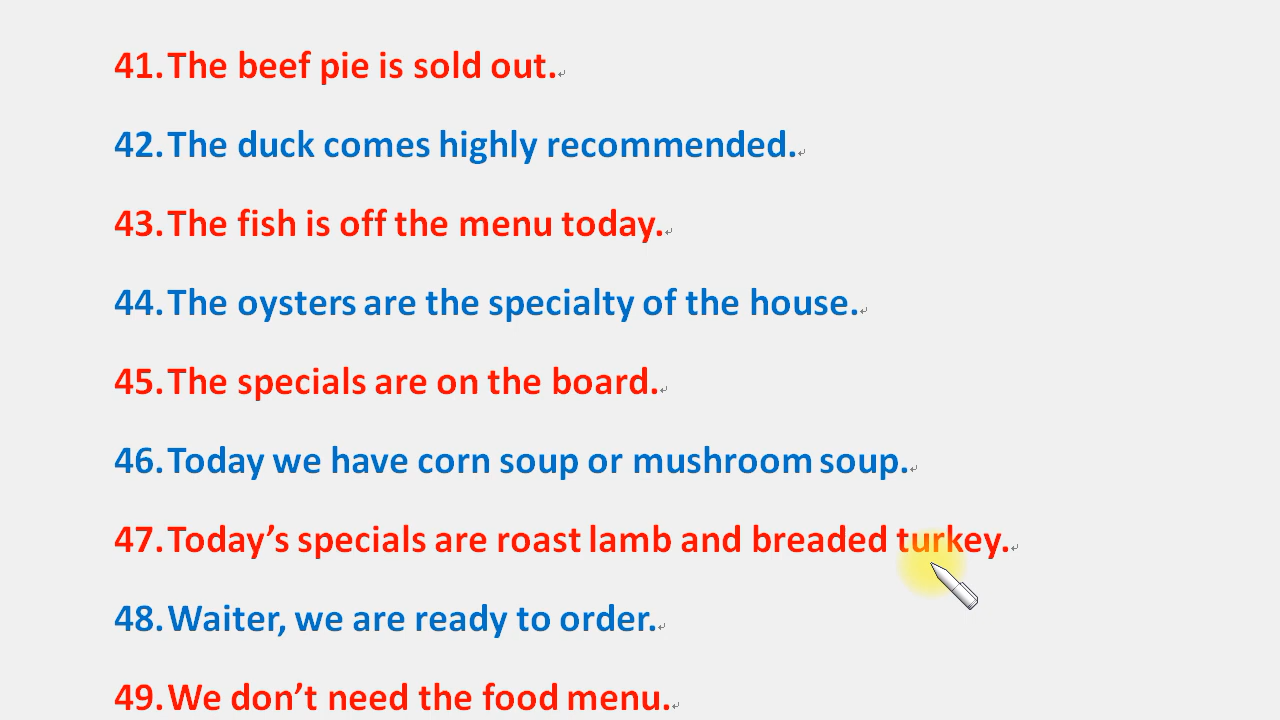 41. The beef pie is sold out.
42. The duck comes highly recommended.
43. The fish is off the menu today.
44. The oysters are the specialty of the house.
45. The specials are on the board.
46. Today we have corn soup or mushroom soup.
47. Today’s specials are roast lamb and breaded turkey.
48. Waiter, we are ready to order.
49. We don’t need the food menu.